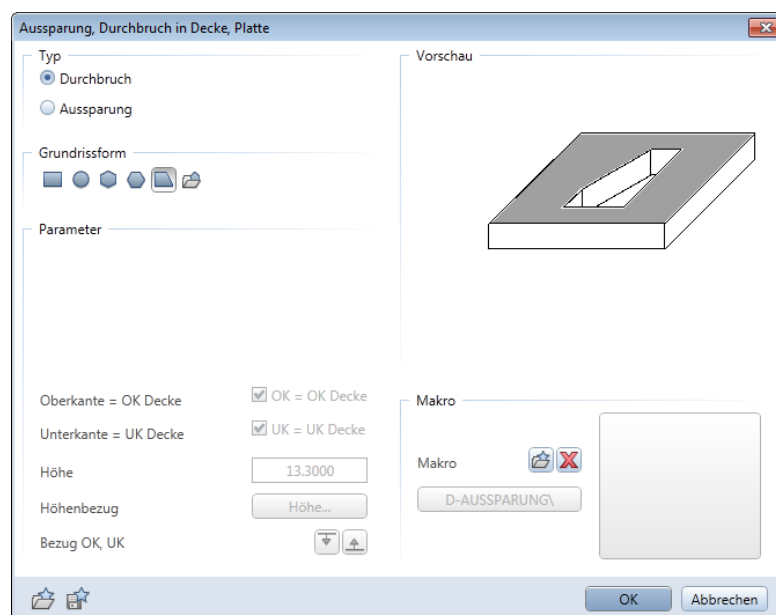 Aussparung, Durchbruch in Decke, Platte
Typ
Durchbruch
Aussparung
Grundrissform
Parameter
Oberkante = OK Decke
OK = OK Decke
Unterkante = UK Decke
UK = UK Decke
Höhe
13.3000
Höhenbezug
Höhe...
Bezug OK, UK
Vorschau
Makro
Makro
D-AUSSPARUNG\
OK
Abbrechen